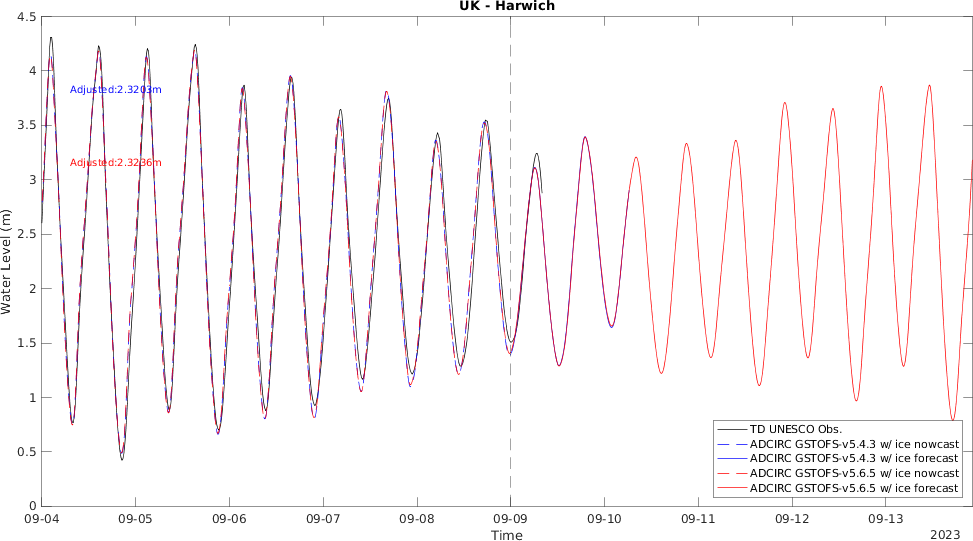 UK - Harwich
4.5
4
3.5
3
2.5
2
1.5
1
0.5
0
Water Level (m)
Adjusted:2.3203m
Adjusted:2.3236m
TD UNESCO Obs.
ADCIRC GSTOFS-v5.4.3 w/ ice nowcast
ADCIRC GSTOFS-v5.4.3 w/ ice forecast
ADCIRC GSTOFS-v5.6.5 w/ ice nowcast
ADCIRC GSTOFS-v5.6.5 w/ ice forecast
09-04 09-05 09-06 09-07 09-08 09-09 09-10 09-11 09-12 09-13
Time
2023